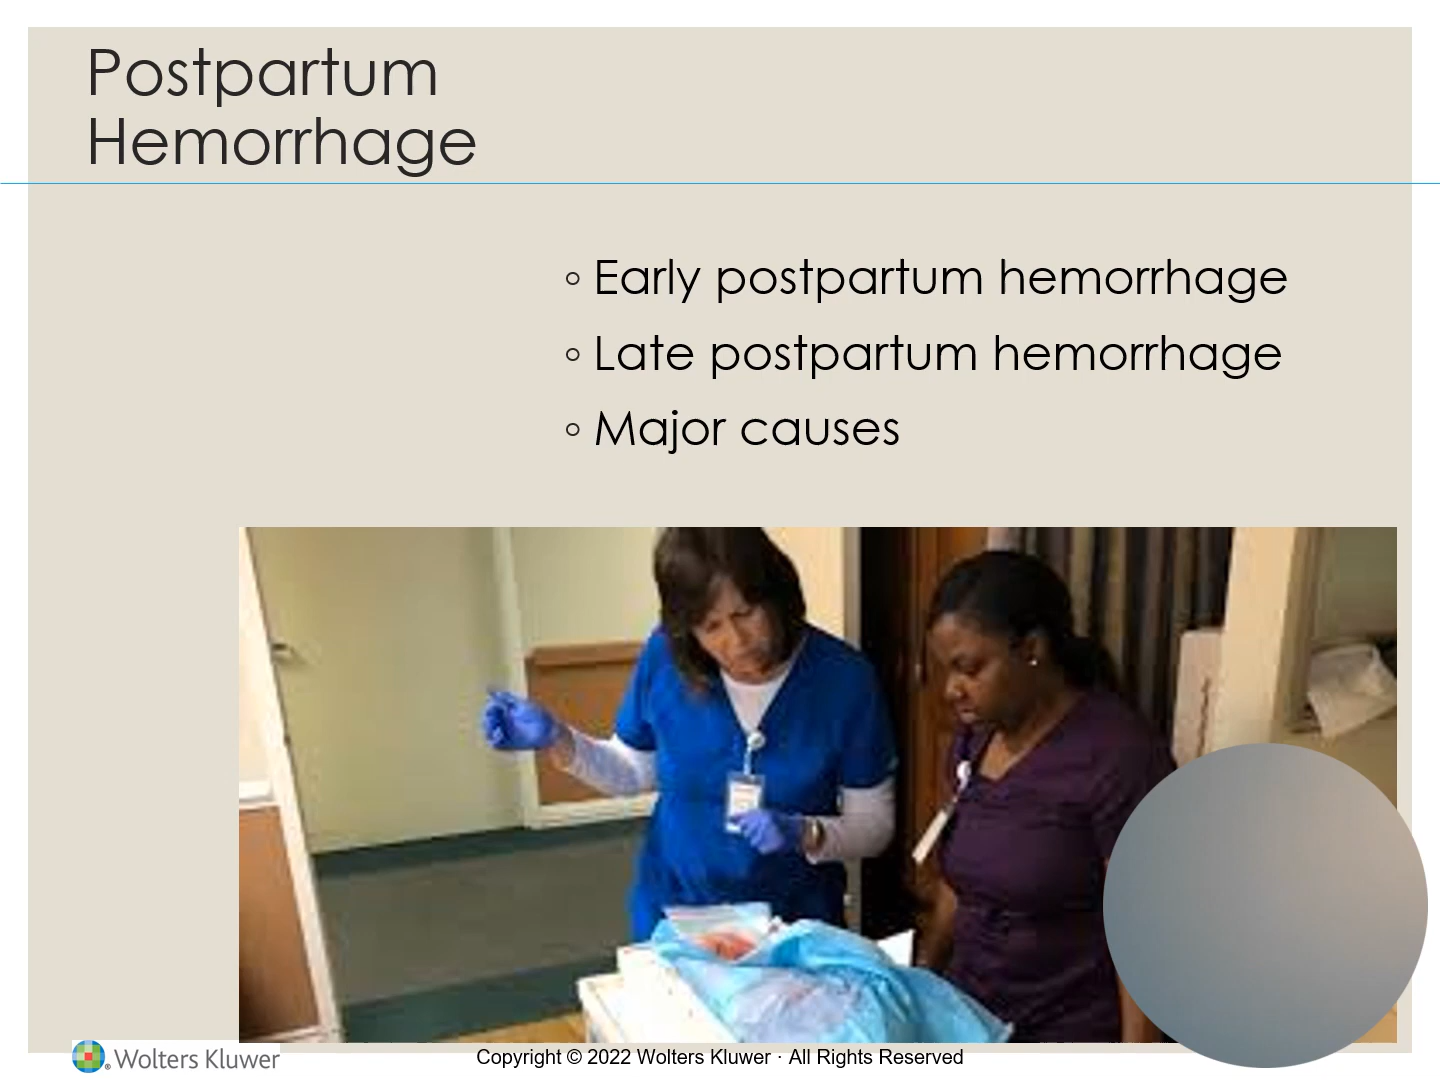 Postpartum
Hemorrhage
◦ Early postpartum hemorrhage
◦ Late postpartum hemorrhage
◦ Major causes
Wolters Kluwer
Copyright © 2022 Wolters Kluwer · All Rights Reserved